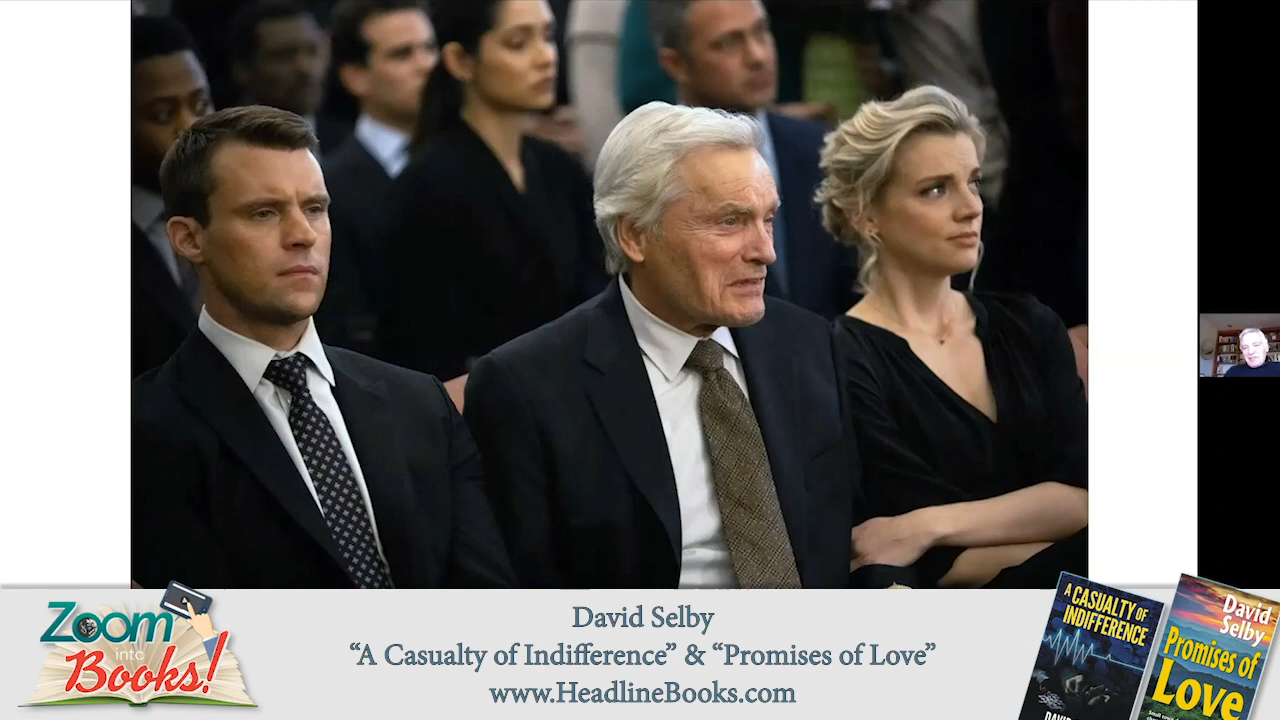 David Selby
“A Casualty of Indifference” & “Promises of Love”
www.HeadlineBooks.com
Zoom
into
Books!
A CASUALTY OF
INDIFFERENCE
DAVID
David
Selby
Promises of
Love